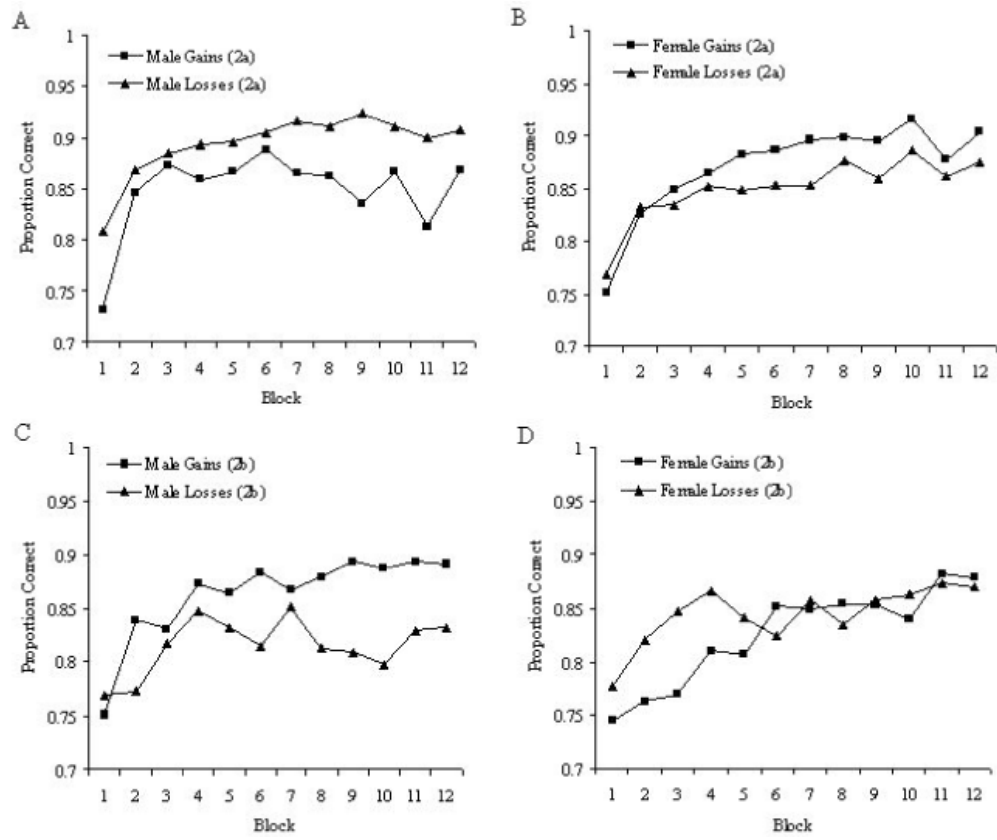 A
B
1
0.95
0.9
0.85
0.8
0.75
0.7
Proportion Correct
Male Gains (2a)
Male Losses (2a)
1 2 3 4 5 6 7 8 9 10 11 12
Block
1
0.95
0.9
0.85
0.8
0.75
0.7
Proportion Correct
Female Gains (2a)
Female Losses (2a)
1 2 3 4 5 6 7 8 9 10 11 12
Block
C
D
1
0.95
0.9
0.85
0.8
0.75
0.7
Proportion Correct
Male Gains (2b)
Male Losses (2b)
1 2 3 4 5 6 7 8 9 10 11 12
Block
1
0.95
0.9
0.85
0.8
0.75
0.7
Proportion Correct
Female Gains (2b)
Female Losses (2b)
1 2 3 4 5 6 7 8 9 10 11 12
Block